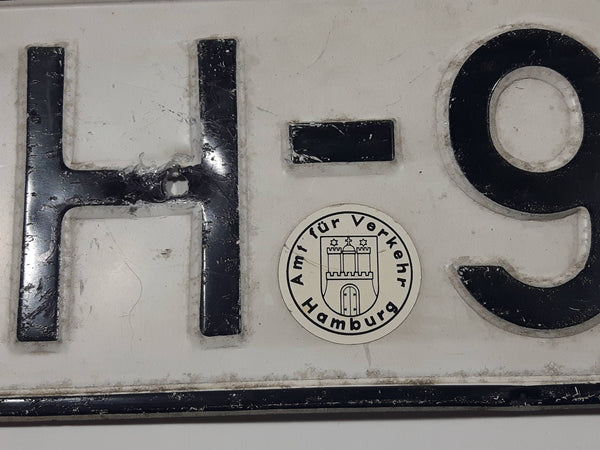 H-9
Amt für Verkehr
Hamburg